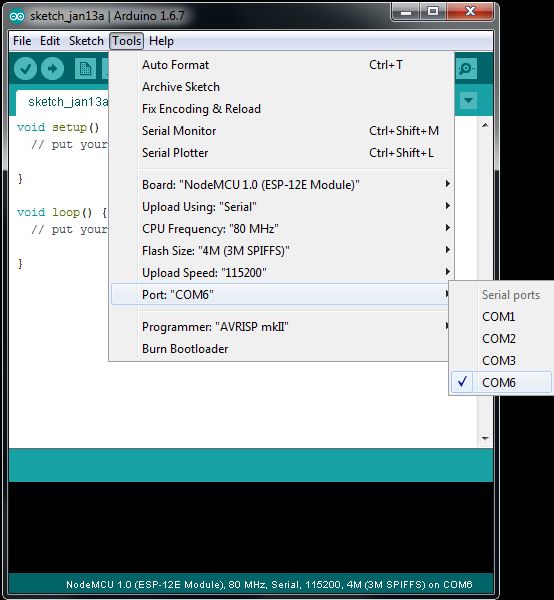 sketch_jan13a | Arduino 1.6.7
File Edit Sketch Tools Help
sketch_jan13a
void setup()
// put your
}
void loop() {
// put your
}
Auto Format Ctrl+T
Archive Sketch
Fix Encoding & Reload
Serial Monitor Ctrl+Shift+M
Serial Plotter Ctrl+Shift+L
Board: "NodeMCU 1.0 (ESP-12E Module)"
Upload Using: "Serial"
CPU Frequency: "80 MHz"
Flash Size: "4M (3M SPIFFS)"
Upload Speed: "115200"
Port: "COM6"
Programmer: "AVRISP mkII"
Burn Bootloader
Serial ports
COM1
COM2
COM3
COM6
NodeMCU 1.0 (ESP-12E Module), 80 MHz, Serial, 115200, 4M (3M SPIFFS) on COM6